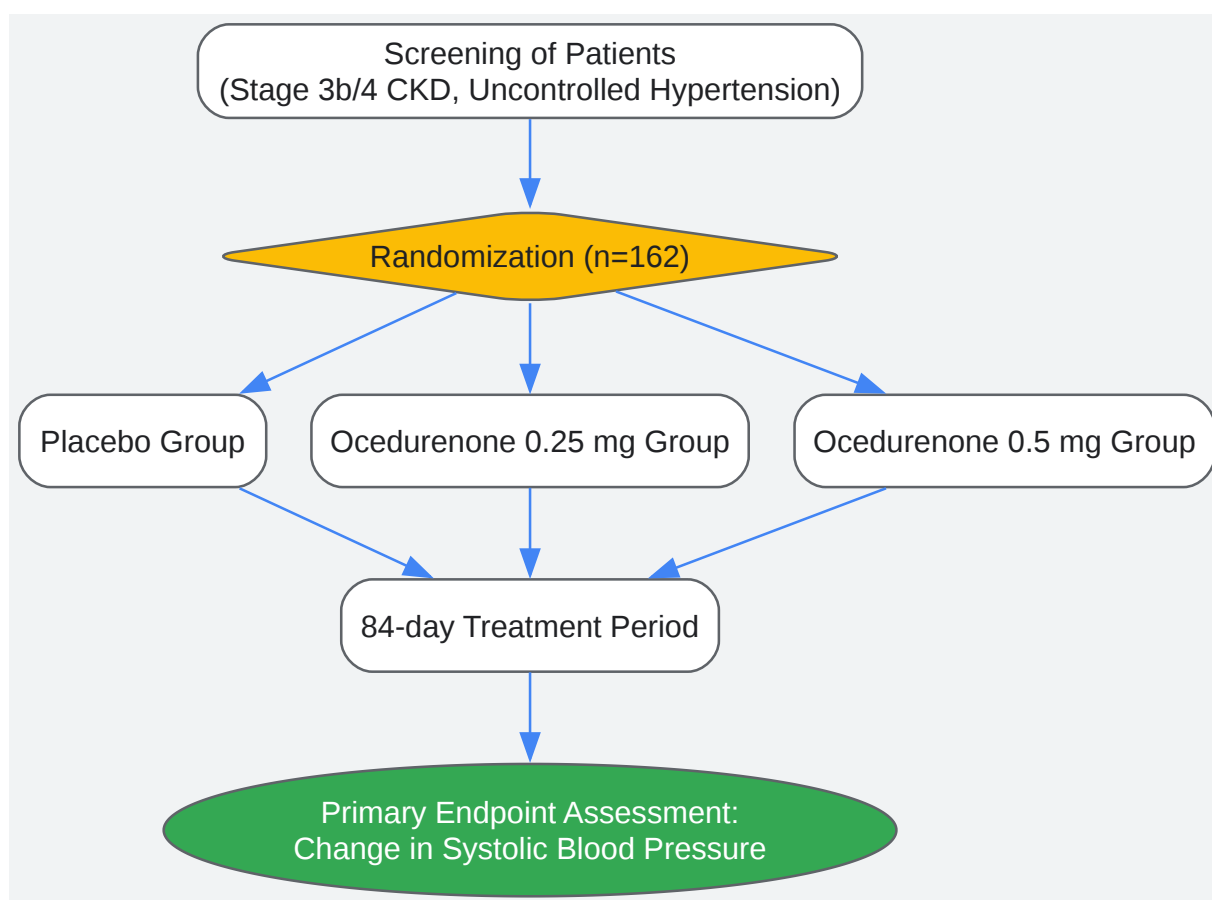 Screening of Patients
(Stage 3b/4 CKD, Uncontrolled Hypertension)
Randomization (n=162)
Placebo Group
Ocedurenone 0.25 mg Group
Ocedurenone 0.5 mg Group
84-day Treatment Period
Primary Endpoint Assessment:
Change in Systolic Blood Pressure